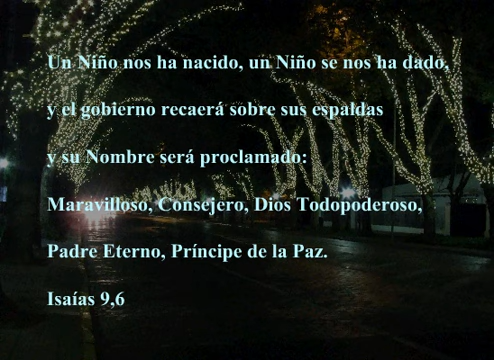 Un Niño nos ha nacido, un Niño se nos ha dado,
y el gobierno recaerá sobre sus espaldas
y su Nombre será proclamado:
Maravilloso, Consejero, Dios Todopoderoso,
Padre Eterno, Príncipe de la Paz.
Isaías 9,6